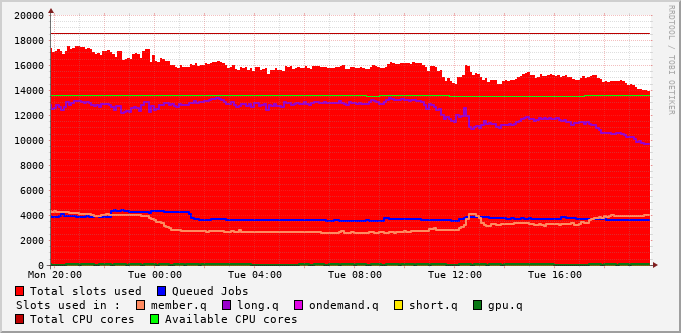 RRDTOOL / TOBI OETIKER
20000
18000
16000
14000
12000
10000
8000
6000
4000
2000
0
Mon 20:00 Tue 00:00 Tue 04:00 Tue 08:00 Tue 12:00 Tue 16:00
Total slots used Queued Jobs
Slots used in : member.q long.q ondemand.q short.q gpu.q
Total CPU cores Available CPU cores